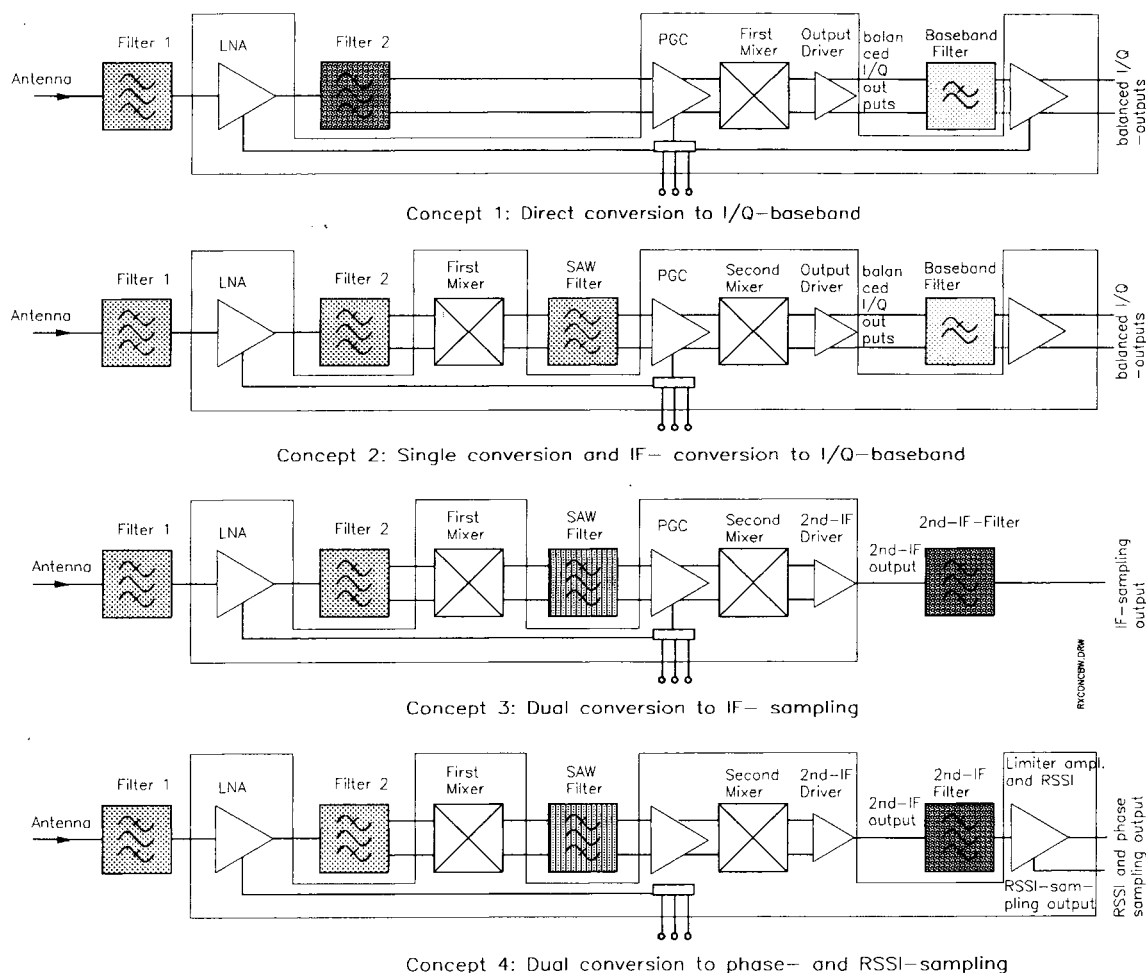 Filter 1
LNA
Filter 2
PGC
First
Mixer
Output
Driver
balan
ced
I/Q
out
puts
Baseband
Filter
Antenna
balanced I/Q
-outputs
Concept 1: Direct conversion to I/Q-baseband
Filter 1
LNA
Filter 2
First
Mixer
SAW
Filter
PGC
Second
Mixer
Output
Driver
balan
ced
I/Q
out
puts
Baseband
Filter
Antenna
balanced I/Q
-outputs
Concept 2: Single conversion and IF- conversion to I/Q-baseband
Filter 1
LNA
Filter 2
First
Mixer
SAW
Filter
PGC
Second
Mixer
2nd-IF
Driver
2nd-IF
output
2nd-IF-Filter
Antenna
IF-sampling
output
RXCONCBW.DRW
Concept 3: Dual conversion to IF- sampling
Filter 1
LNA
Filter 2
First
Mixer
SAW
Filter
Second
Mixer
2nd-IF
Driver
2nd-IF
output
2nd-IF
Filter
Limiter ampl.
and RSSI
Antenna
RSSI-sam-
pling output
RSSI and phase
sampling output
Concept 4: Dual conversion to phase- and RSSI-sampling